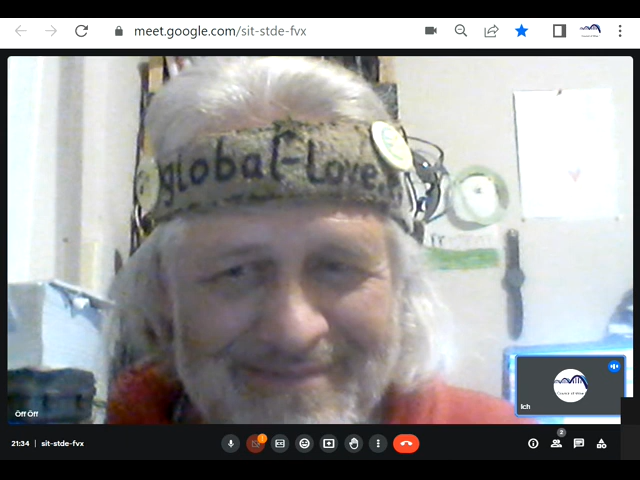 meet.google.com/sit-stde-fvx
global-Love
Öff Öff
Ich
21:34 | sit-stde-fvx
2